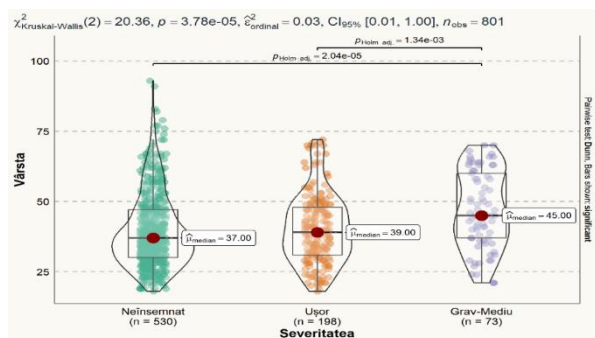 χ²Kruskal-Wallis(2) = 20.36, p = 3.78e-05, ε̂²ordinal = 0.03, CI95% [0.01, 1.00], nobs = 801
pHolm adj. = 1.34e-03
pHolm adj. = 2.04e-05
100
75
50
25
Vârsta
μ̂median = 37.00
μ̂median = 39.00
μ̂median = 45.00
Pairwise test: Dunn, Bars shown: significant
Neînsemnat
(n = 530)
Ușor
(n = 198)
Grav-Mediu
(n = 73)
Severitatea